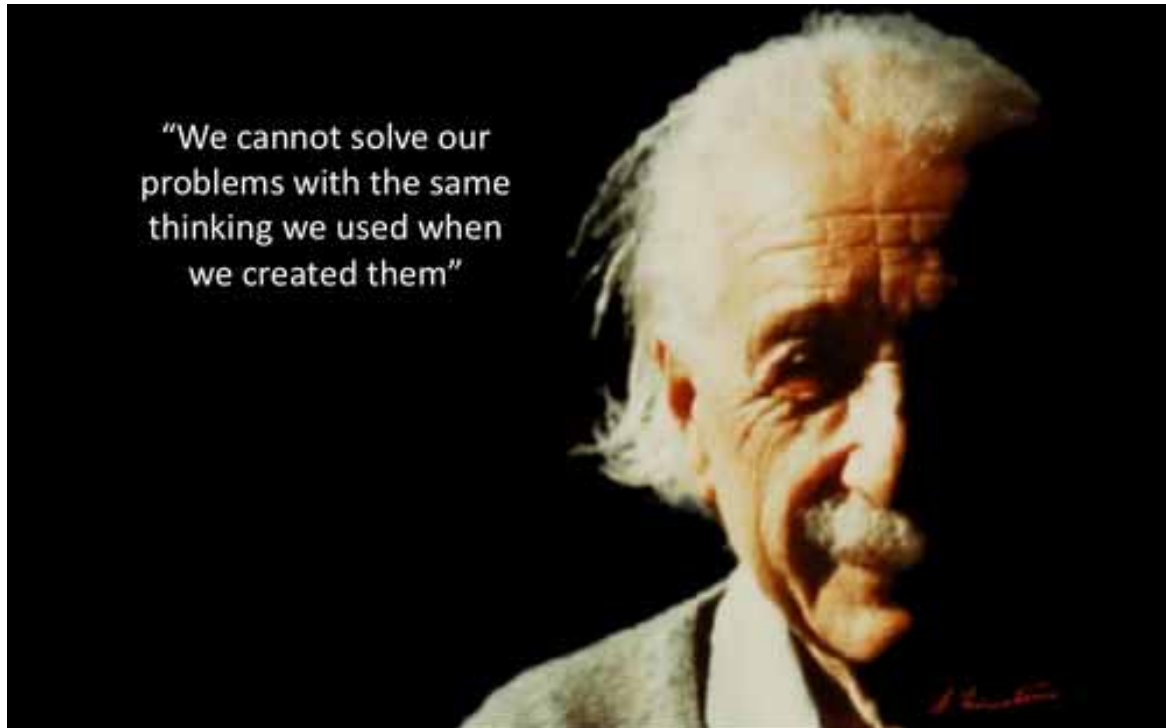 “We cannot solve our
problems with the same
thinking we used when
we created them”